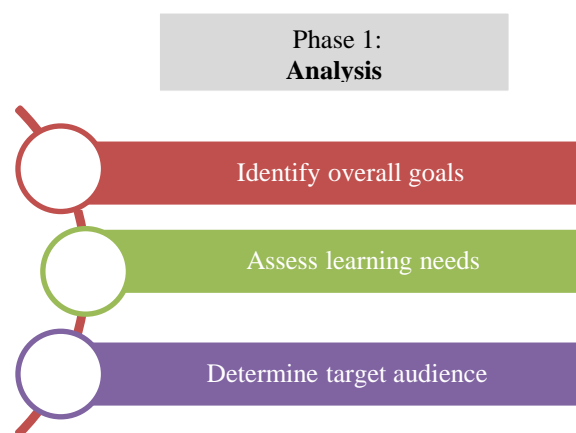 Phase 1:
Analysis
Identify overall goals
Assess learning needs
Determine target audience